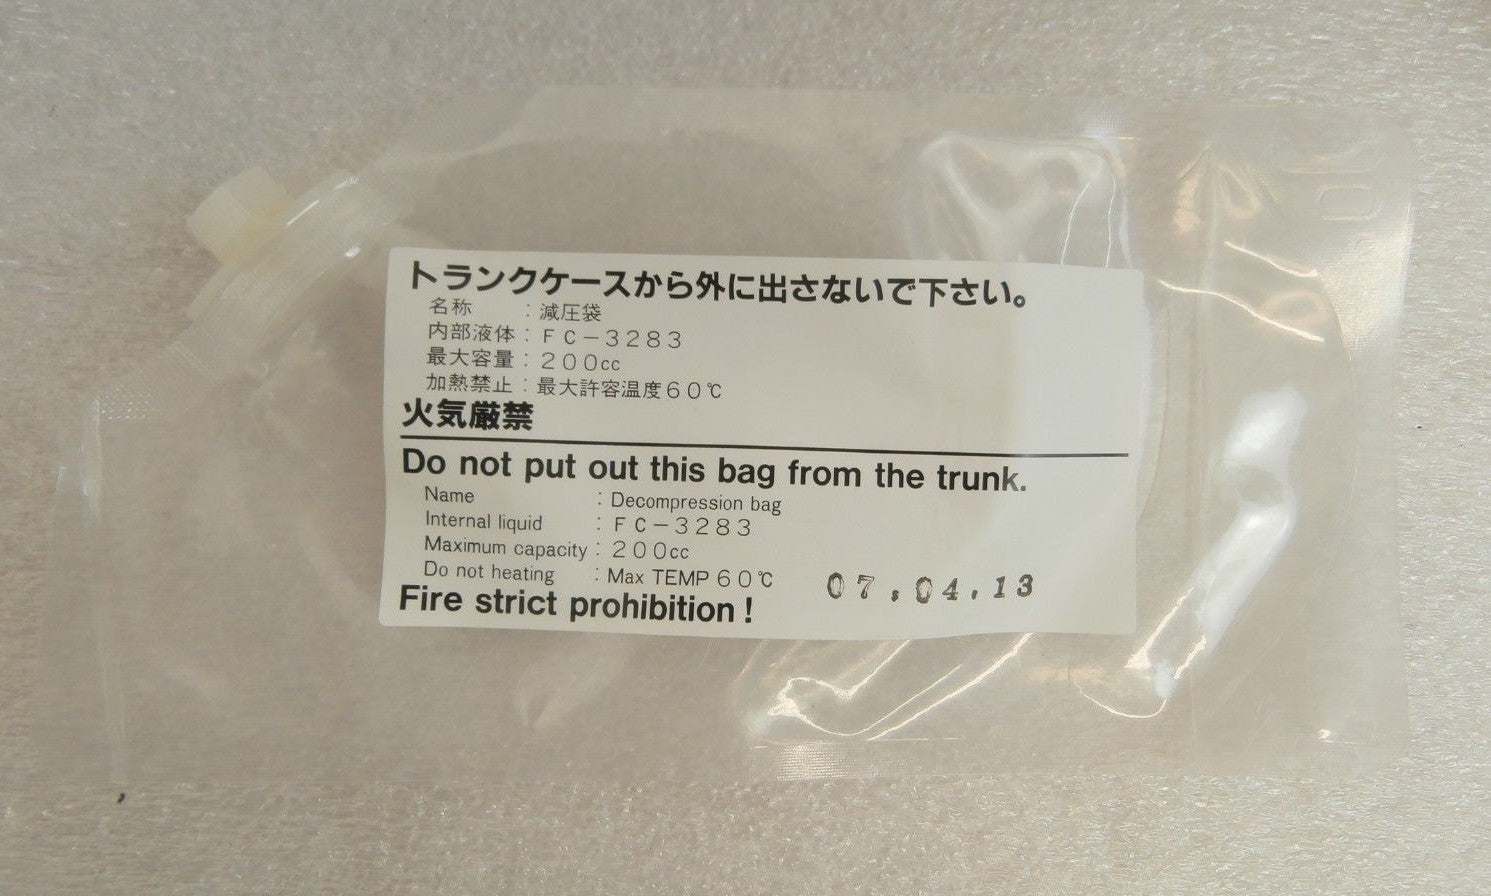 トランクケースから外に出さないで下さい。
名称　　：減圧袋
内部液体：ＦＣ－３２８３
最大容量：２００cc
加熱禁止：最大許容温度６０℃
火気厳禁
Do not put out this bag from the trunk.
Name : Decompression bag
Internal liquid : ＦＣ－３２８３
Maximum capacity : ２００cc
Do not heating : Max TEMP ６０℃
Fire strict prohibition !
07.04.13